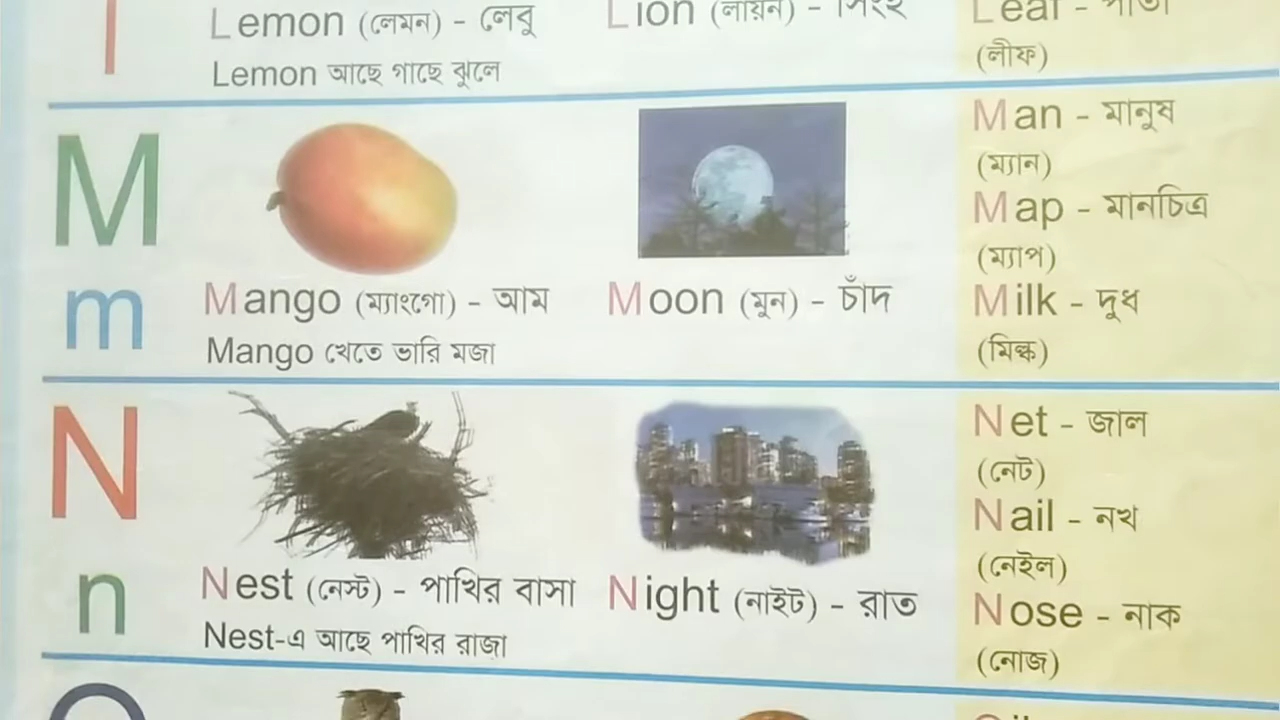 l
Lemon (লেমন) - লেবু
Lemon আছে গাছে ঝুলে
Lion (লায়ন) - সিংহ
Leaf - পাতা
(লীফ)
M
m
Mango (ম্যাংগো) - আম
Mango খেতে ভারি মজা
Moon (মুন) - চাঁদ
Man - মানুষ
(ম্যান)
Map - মানচিত্র
(ম্যাপ)
Milk - দুধ
(মিল্ক)
N
n
Nest (নেস্ট) - পাখির বাসা
Nest-এ আছে পাখির রাজা
Night (নাইট) - রাত
Net - জাল
(নেট)
Nail - নখ
(নেইল)
Nose - নাক
(নোজ)
O